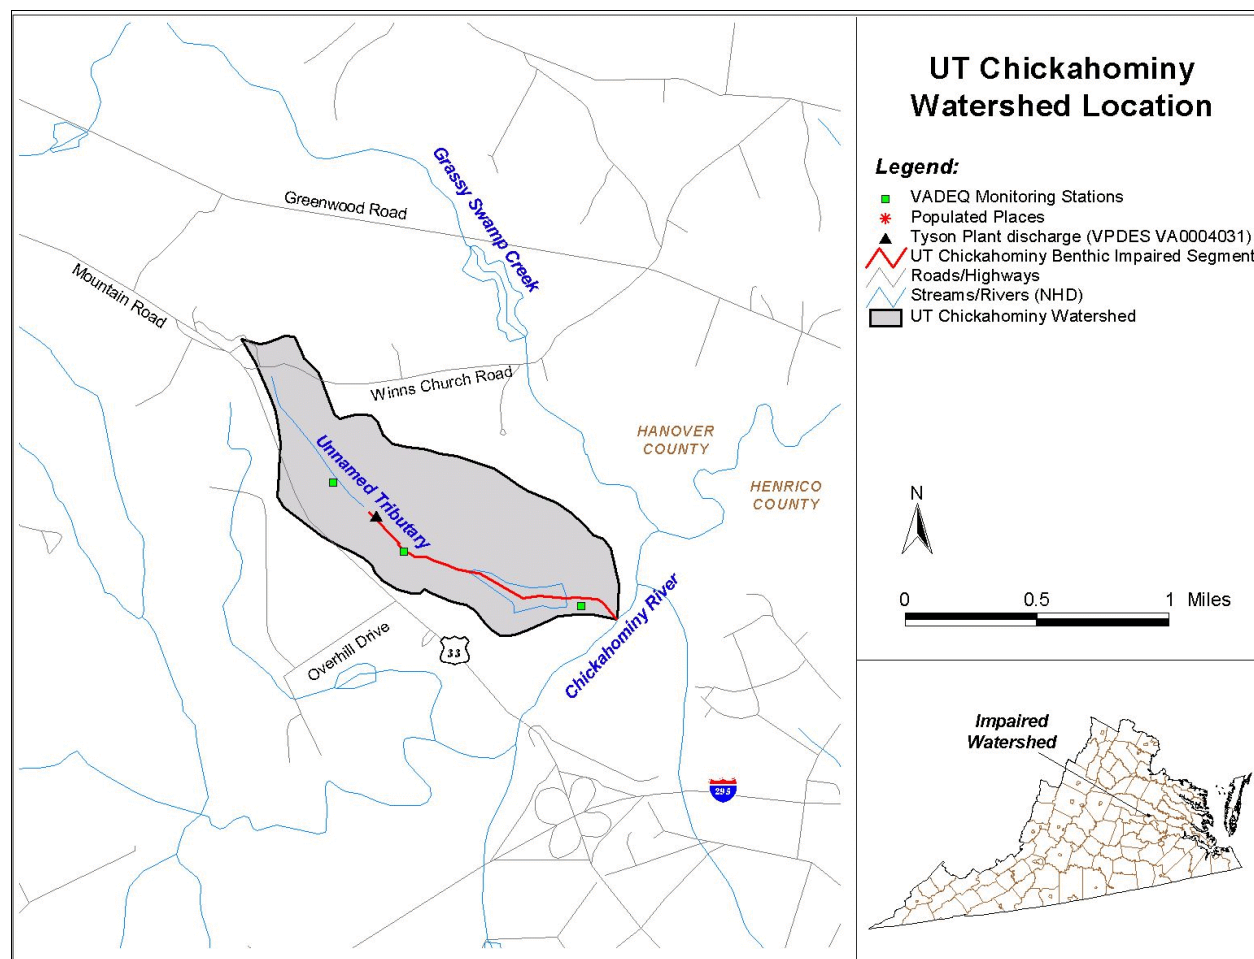 UT Chickahominy
Watershed Location
Legend:
VADEQ Monitoring Stations
Populated Places
Tyson Plant discharge (VPDES VA0004031)
UT Chickahominy Benthic Impaired Segment
Roads/Highways
Streams/Rivers (NHD)
UT Chickahominy Watershed
Grassy Swamp Creek
Greenwood Road
Mountain Road
Winns Church Road
HANOVER
COUNTY
HENRICO
COUNTY
Unnamed Tributary
Chickahominy River
Overhill Drive
33
295
N
0 0.5 1 Miles
Impaired
Watershed